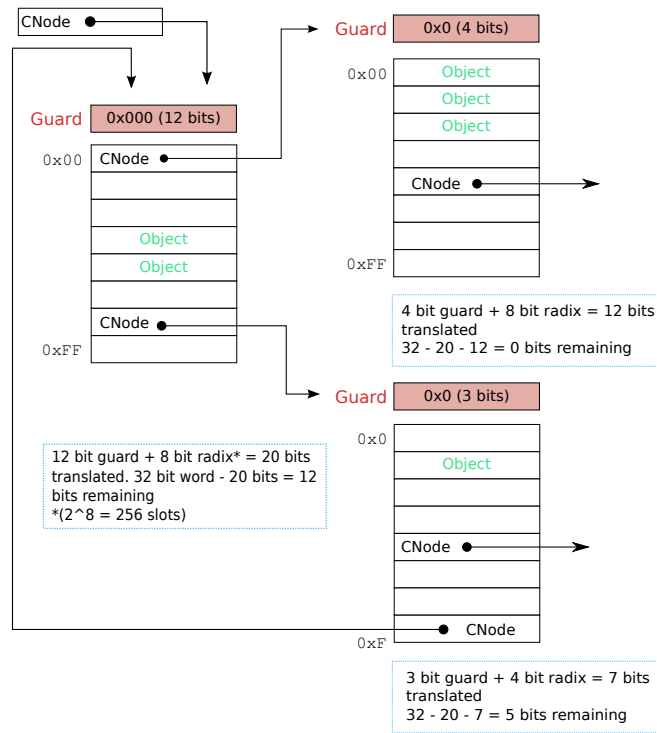 CNode
Guard 0x000 (12 bits)
0x00
CNode
Object
Object
CNode
0xFF
12 bit guard + 8 bit radix* = 20 bits
translated. 32 bit word - 20 bits = 12
bits remaining
*(2^8 = 256 slots)
Guard 0x0 (4 bits)
0x00
Object
Object
Object
CNode
0xFF
4 bit guard + 8 bit radix = 12 bits
translated
32 - 20 - 12 = 0 bits remaining
Guard 0x0 (3 bits)
0x0
Object
CNode
CNode
0xF
3 bit guard + 4 bit radix = 7 bits
translated
32 - 20 - 7 = 5 bits remaining